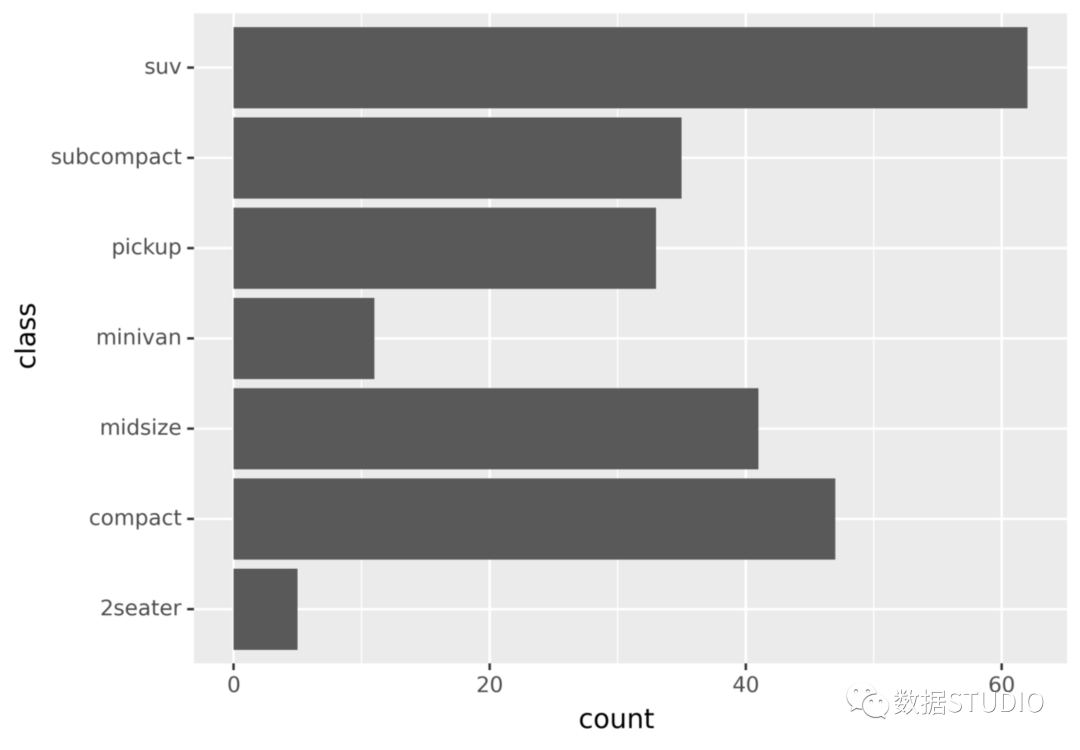 suv
subcompact
pickup
minivan
midsize
compact
2seater
class
0 20 40 60
count
数据STUDIO